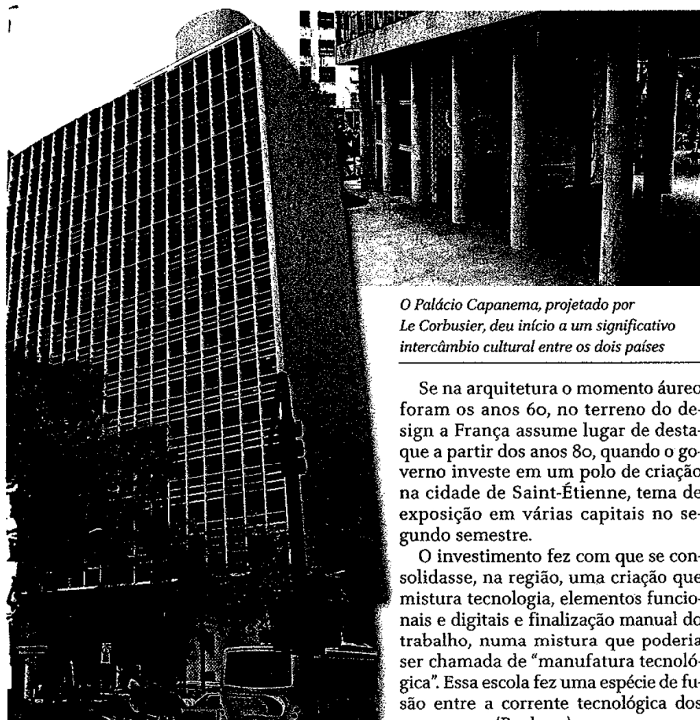 O Palácio Capanema, projetado por
Le Corbusier, deu início a um significativo
intercâmbio cultural entre os dois países
Se na arquitetura o momento áureo
foram os anos 60, no terreno do de-
sign a França assume lugar de desta-
que a partir dos anos 80, quando o go-
verno investe em um polo de criação
na cidade de Saint-Étienne, tema de
exposição em várias capitais no se-
gundo semestre.
O investimento fez com que se con-
solidasse, na região, uma criação que
mistura tecnologia, elementos funcio-
nais e digitais e finalização manual do
trabalho, numa mistura que poderia
ser chamada de “manufatura tecnoló-
gica”. Essa escola fez uma espécie de fu-
são entre a corrente tecnológica dos